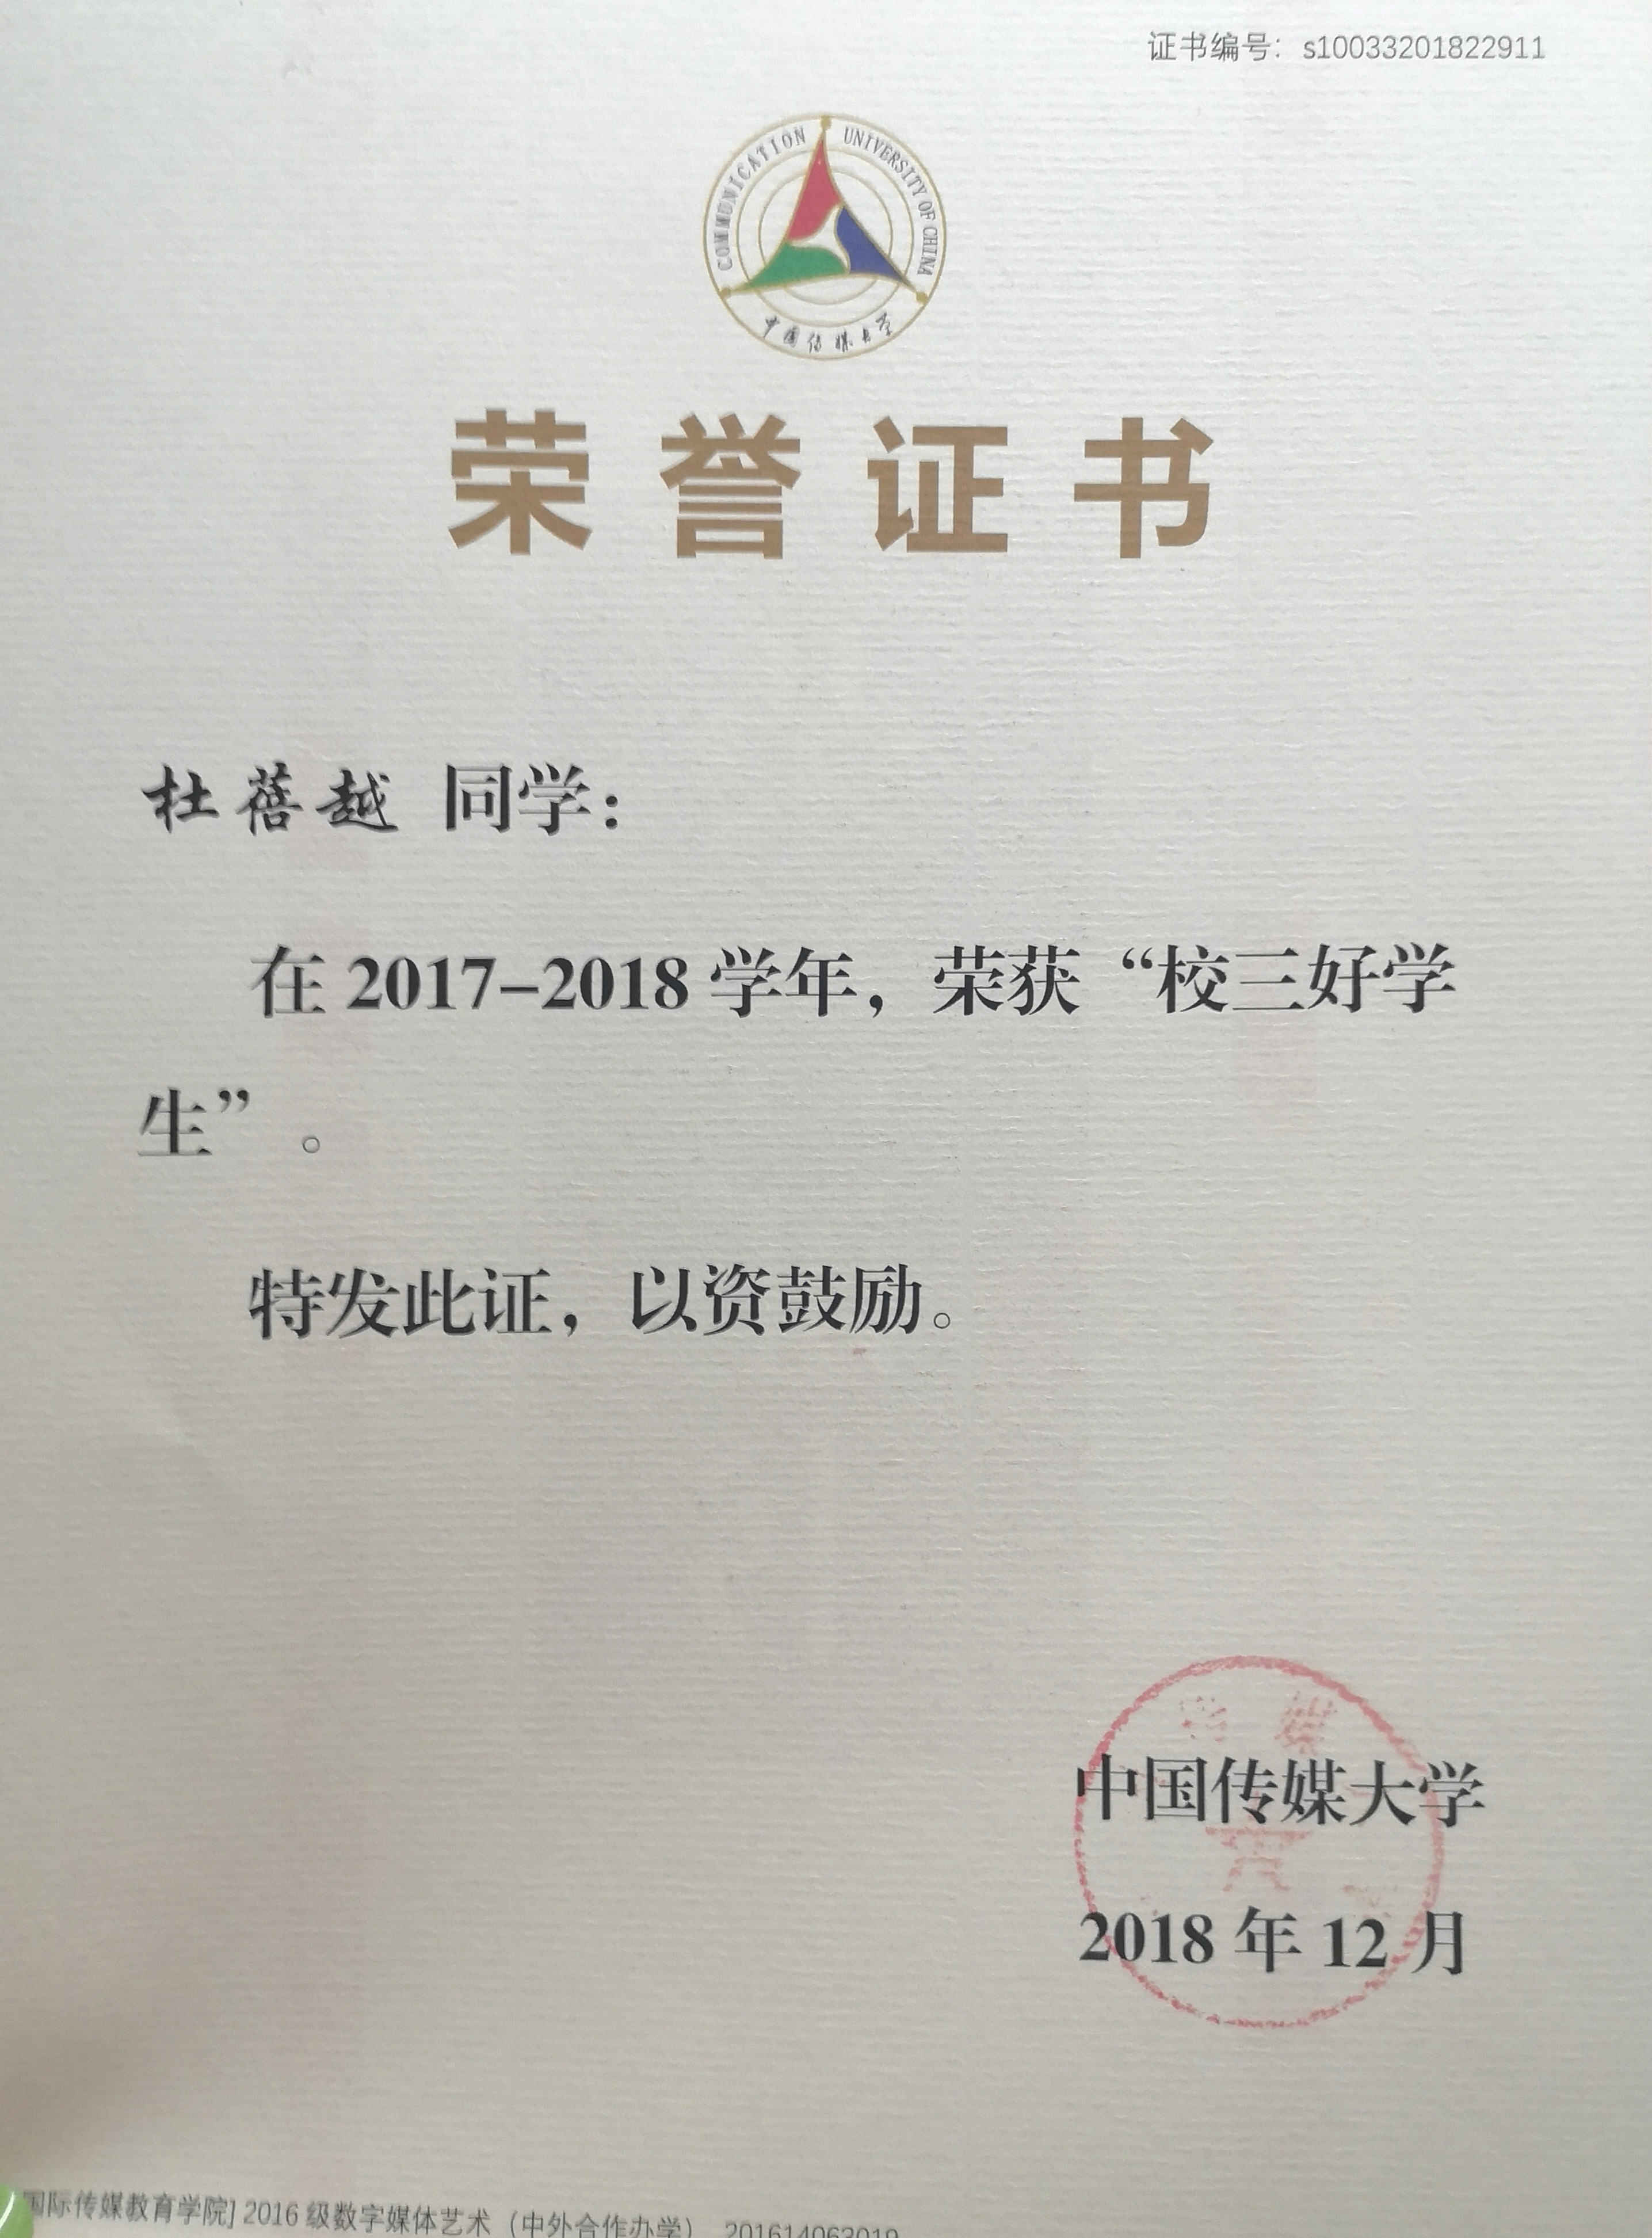 证书编号：s10033201822911
COMMUNICATION UNIVERSITY OF CHINA
中国传媒大学
荣誉证书
杜蓓越 同学：
在 2017-2018 学年，荣获“校三好学
生”。
特发此证，以资鼓励。
传媒
中国传媒大学
2018 年 12 月
国际传媒教育学院] 2016 级数字媒体艺术（中外合作办学） 201614063019